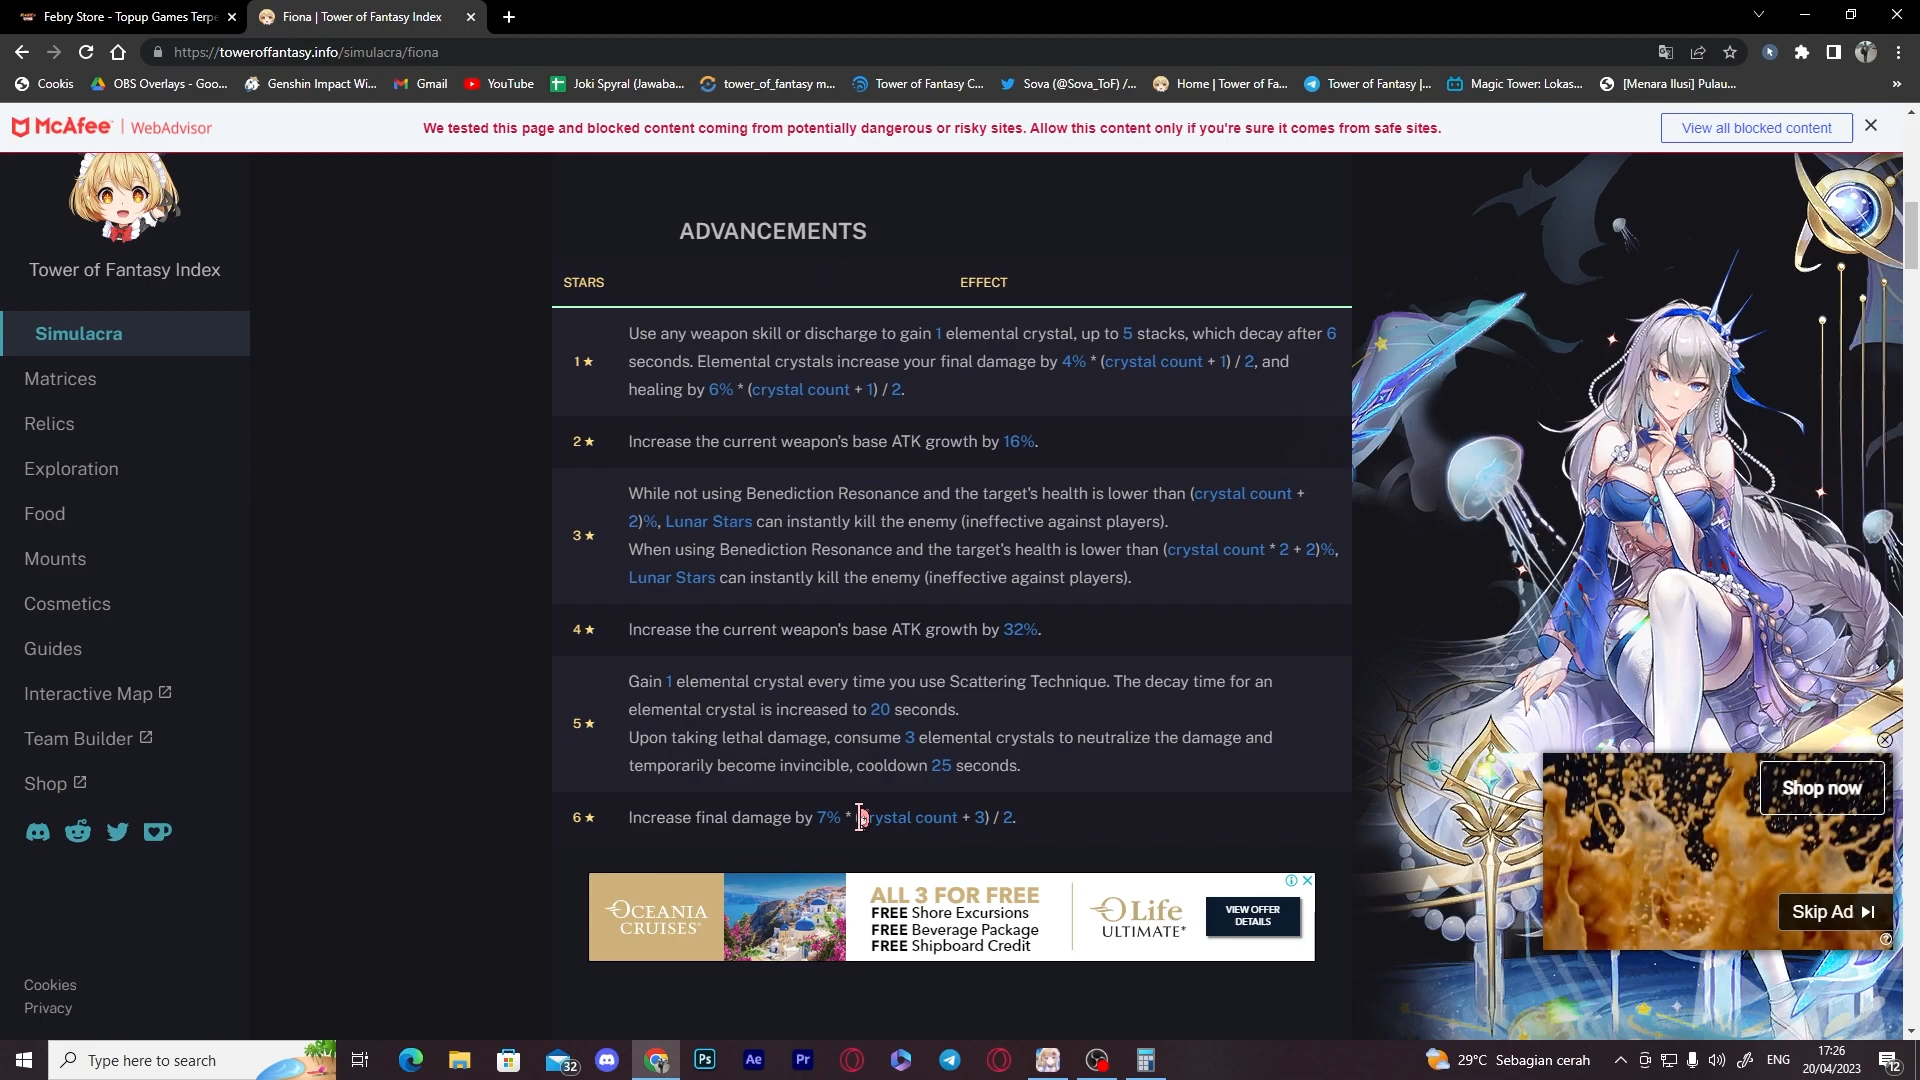 Febry Store - Topup Games Terpe
Fiona | Tower of Fantasy Index
https://toweroffantasy.info/simulacra/fiona
Cookis
OBS Overlays - Goo...
Genshin Impact Wi...
Gmail
YouTube
Joki Spyral (Jawaba...
tower_of_fantasy m...
Tower of Fantasy C...
Sova (@Sova_ToF) /...
Home | Tower of Fa...
Tower of Fantasy |...
Magic Tower: Lokas...
[Menara Ilusi] Pulau...
McAfee | WebAdvisor
We tested this page and blocked content coming from potentially dangerous or risky sites. Allow this content only if you're sure it comes from safe sites.
View all blocked content
Tower of Fantasy Index
Simulacra
Matrices
Relics
Exploration
Food
Mounts
Cosmetics
Guides
Interactive Map
Team Builder
Shop
Cookies
Privacy
ADVANCEMENTS
STARS EFFECT
1★ Use any weapon skill or discharge to gain 1 elemental crystal, up to 5 stacks, which decay after 6
seconds. Elemental crystals increase your final damage by 4% * (crystal count + 1) / 2, and
healing by 6% * (crystal count + 1) / 2.
2★ Increase the current weapon's base ATK growth by 16%.
3★ While not using Benediction Resonance and the target's health is lower than (crystal count +
2)%, Lunar Stars can instantly kill the enemy (ineffective against players).
When using Benediction Resonance and the target's health is lower than (crystal count * 2 + 2)%,
Lunar Stars can instantly kill the enemy (ineffective against players).
4★ Increase the current weapon's base ATK growth by 32%.
5★ Gain 1 elemental crystal every time you use Scattering Technique. The decay time for an
elemental crystal is increased to 20 seconds.
Upon taking lethal damage, consume 3 elemental crystals to neutralize the damage and
temporarily become invincible, cooldown 25 seconds.
6★ Increase final damage by 7% * (crystal count + 3) / 2.
OCEANIA
CRUISES®
ALL 3 FOR FREE
FREE Shore Excursions
FREE Beverage Package
FREE Shipboard Credit
O Life
ULTIMATE™
VIEW OFFER
DETAILS
Shop now
Skip Ad
Type here to search
32
Ps
Ae
Pr
29°C Sebagian cerah
ENG
17:26
20/04/2023
12